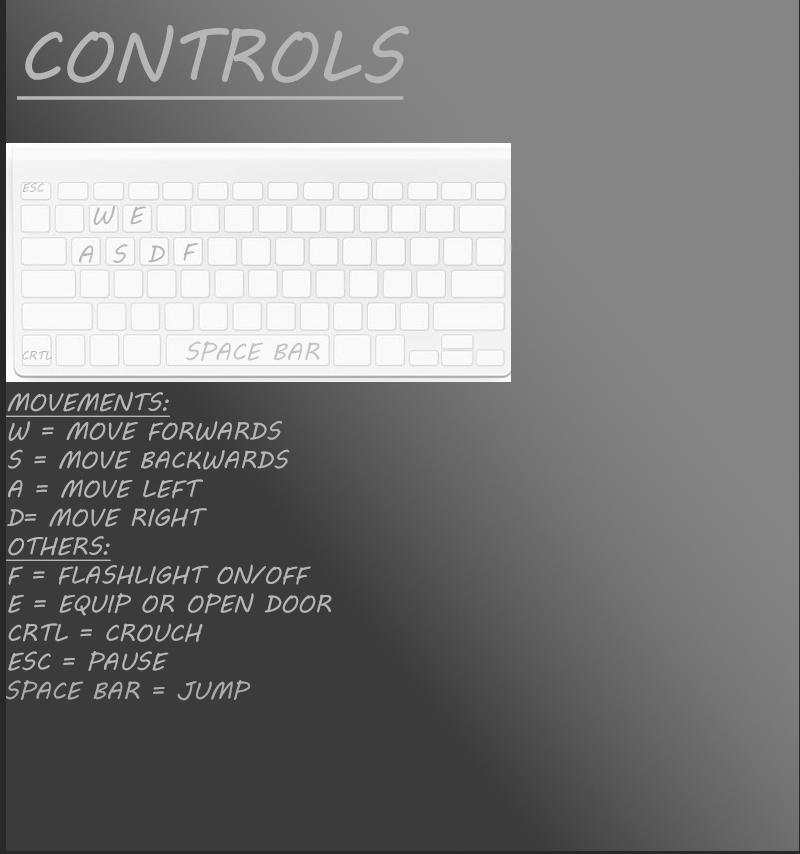 CONTROLS
ESC
W E
A S D F
CRTL SPACE BAR
MOVEMENTS:
W = MOVE FORWARDS
S = MOVE BACKWARDS
A = MOVE LEFT
D= MOVE RIGHT
OTHERS:
F = FLASHLIGHT ON/OFF
E = EQUIP OR OPEN DOOR
CRTL = CROUCH
ESC = PAUSE
SPACE BAR = JUMP